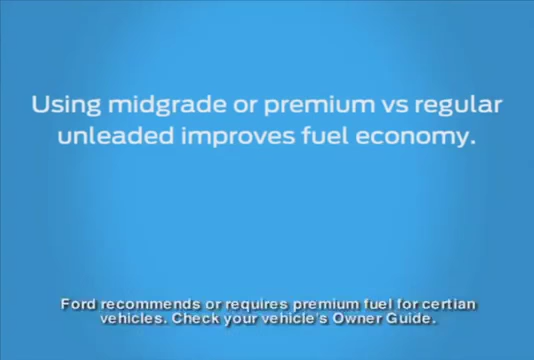 Using midgrade or premium vs regular
unleaded improves fuel economy.
Ford recommends or requires premium fuel for certian
vehicles. Check your vehicle's Owner Guide.